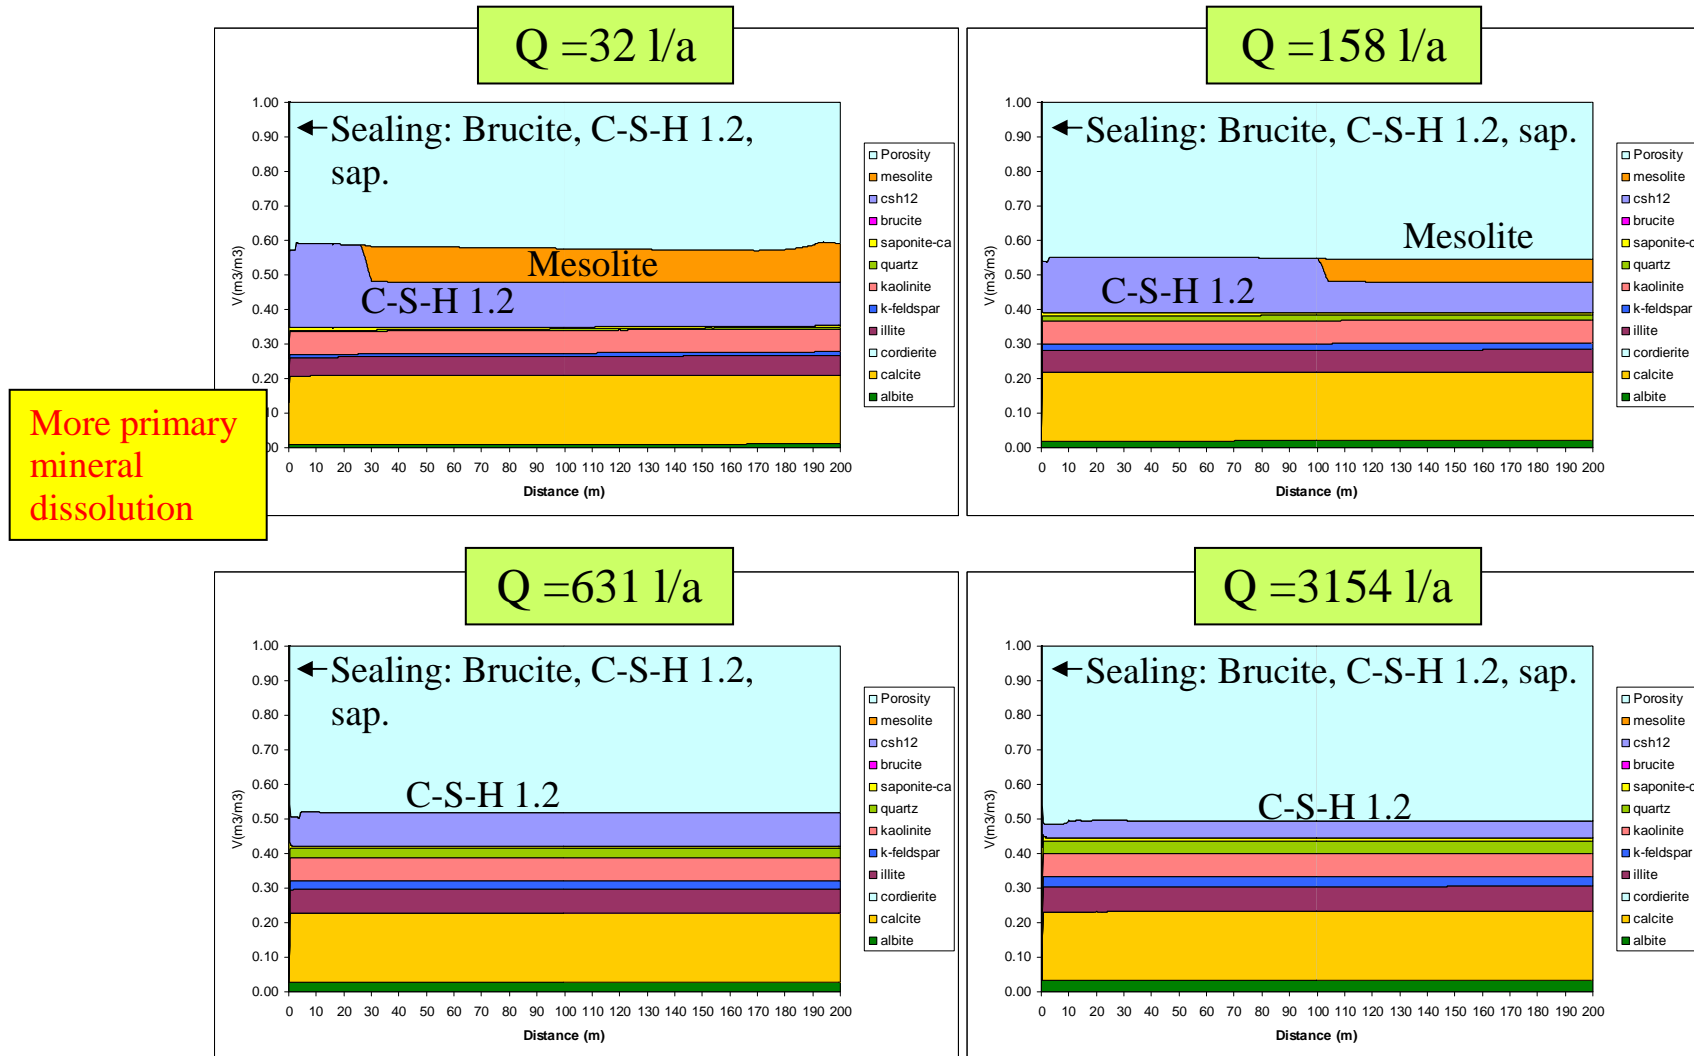 Q =32 l/a
Sealing: Brucite, C-S-H 1.2,
sap.
Mesolite
C-S-H 1.2
V(m3/m3)
1.00
0.90
0.80
0.70
0.60
0.50
0.40
0.30
0.20
10
00
0 10 20 30 40 50 60 70 80 90 100 110 120 130 140 150 160 170 180 190 200
Distance (m)
Porosity
mesolite
csh12
brucite
saponite-ca
quartz
kaolinite
k-feldspar
illite
cordierite
calcite
albite
Q =158 l/a
Sealing: Brucite, C-S-H 1.2, sap.
Mesolite
C-S-H 1.2
V(m3/m3)
1.00
0.90
0.80
0.70
0.60
0.50
0.40
0.30
0.20
0.10
0.00
0 10 20 30 40 50 60 70 80 90 100 110 120 130 140 150 160 170 180 190 200
Distance (m)
Porosity
mesolite
csh12
brucite
saponite-c
quartz
kaolinite
k-feldspar
illite
cordierite
calcite
albite
More primary
mineral
dissolution
Q =631 l/a
Sealing: Brucite, C-S-H 1.2,
sap.
C-S-H 1.2
V(m3/m3)
1.00
0.90
0.80
0.70
0.60
0.50
0.40
0.30
0.20
0.10
0.00
0 10 20 30 40 50 60 70 80 90 100 110 120 130 140 150 160 170 180 190 200
Distance (m)
Porosity
mesolite
csh12
brucite
saponite-ca
quartz
kaolinite
k-feldspar
illite
cordierite
calcite
albite
Q =3154 l/a
Sealing: Brucite, C-S-H 1.2, sap.
C-S-H 1.2
V(m3/m3)
1.00
0.90
0.80
0.70
0.60
0.50
0.40
0.30
0.20
0.10
0.00
0 10 20 30 40 50 60 70 80 90 100 110 120 130 140 150 160 170 180 190 200
Distance (m)
Porosity
mesolite
csh12
brucite
saponite-c
quartz
kaolinite
k-feldspar
illite
cordierite
calcite
albite